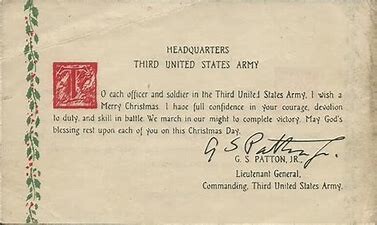 HEADQUARTERS
THIRD UNITED STATES ARMY
TO each officer and soldier in the Third United States Army, I wish a
Merry Christmas. I have full confidence in your courage, devotion
to duty, and skill in battle. We march in our might to complete victory. May God's
blessing rest upon each of you on this Christmas Day.
G S Patton Jr.
G. S. PATTON, JR.,
Lieutenant General,
Commanding, Third United States Army.